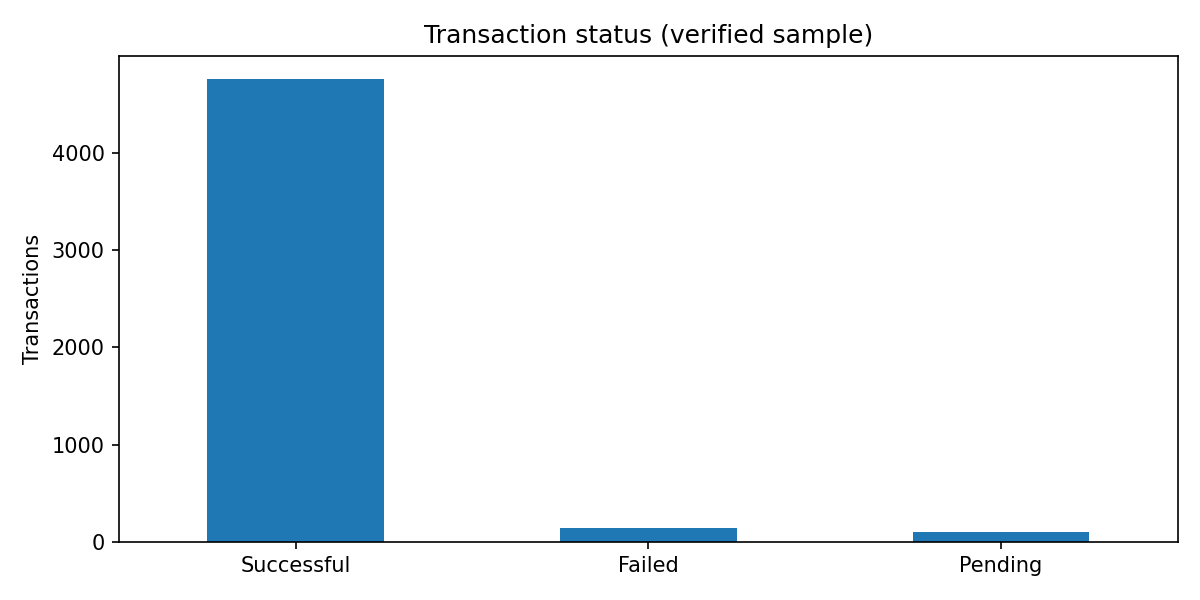 Transaction status (verified sample)
Transactions
4000
3000
2000
1000
0
Successful
Failed
Pending